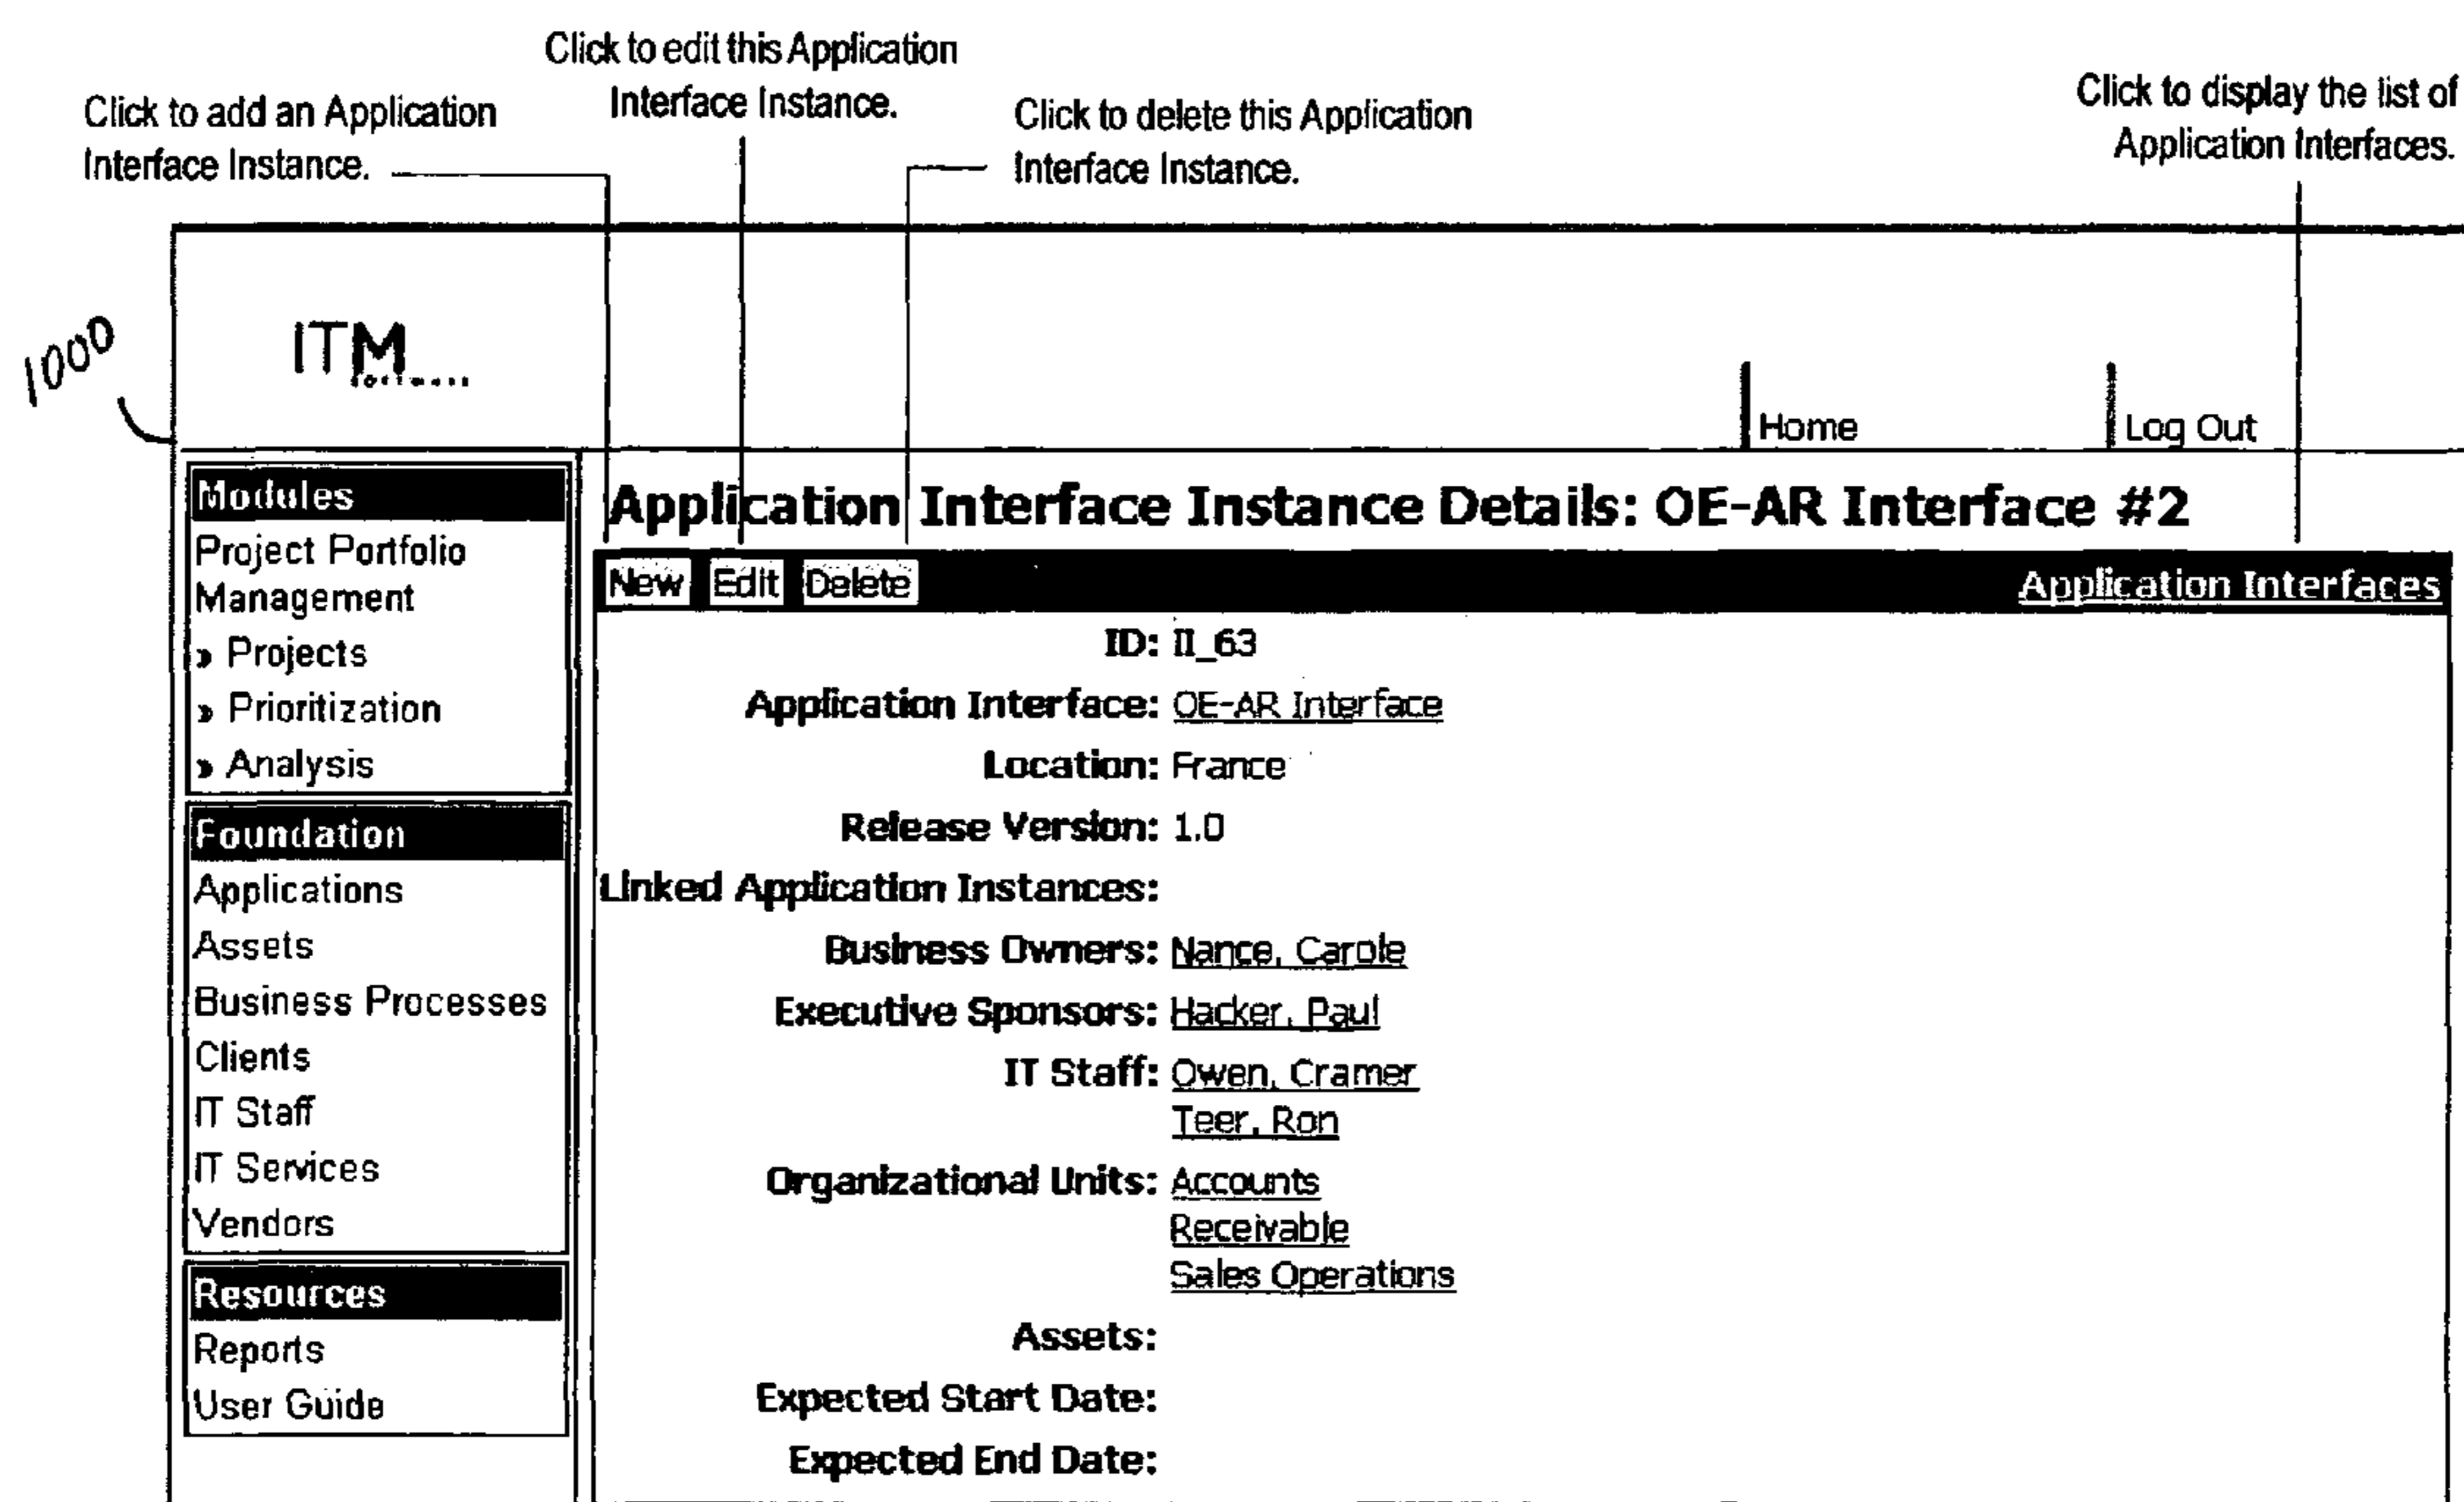 Click to edit this Application
Interface Instance.
Click to add an Application
Interface Instance.
Click to delete this Application
Interface Instance.
Click to display the list of
Application Interfaces.
1000
ITM
software
Home
Log Out
Modules
Project Portfolio
Management
» Projects
» Prioritization
» Analysis
Foundation
Applications
Assets
Business Processes
Clients
IT Staff
IT Services
Vendors
Resources
Reports
User Guide
Application Interface Instance Details: OE-AR Interface #2
New Edit Delete Application Interfaces
ID: II_63
Application Interface: OE-AR Interface
Location: France
Release Version: 1.0
Linked Application Instances:
Business Owners: Nance, Carole
Executive Sponsors: Hacker, Paul
IT Staff: Owen, Cramer
Teer, Ron
Organizational Units: Accounts
Receivable
Sales Operations
Assets:
Expected Start Date:
Expected End Date: